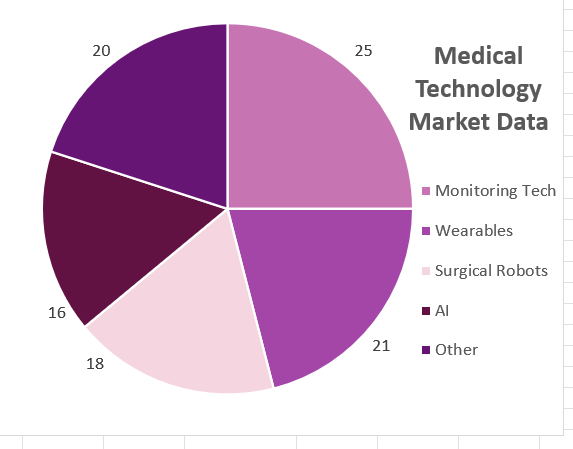 Medical
Technology
Market Data
20
25
16
18
21
Monitoring Tech
Wearables
Surgical Robots
AI
Other